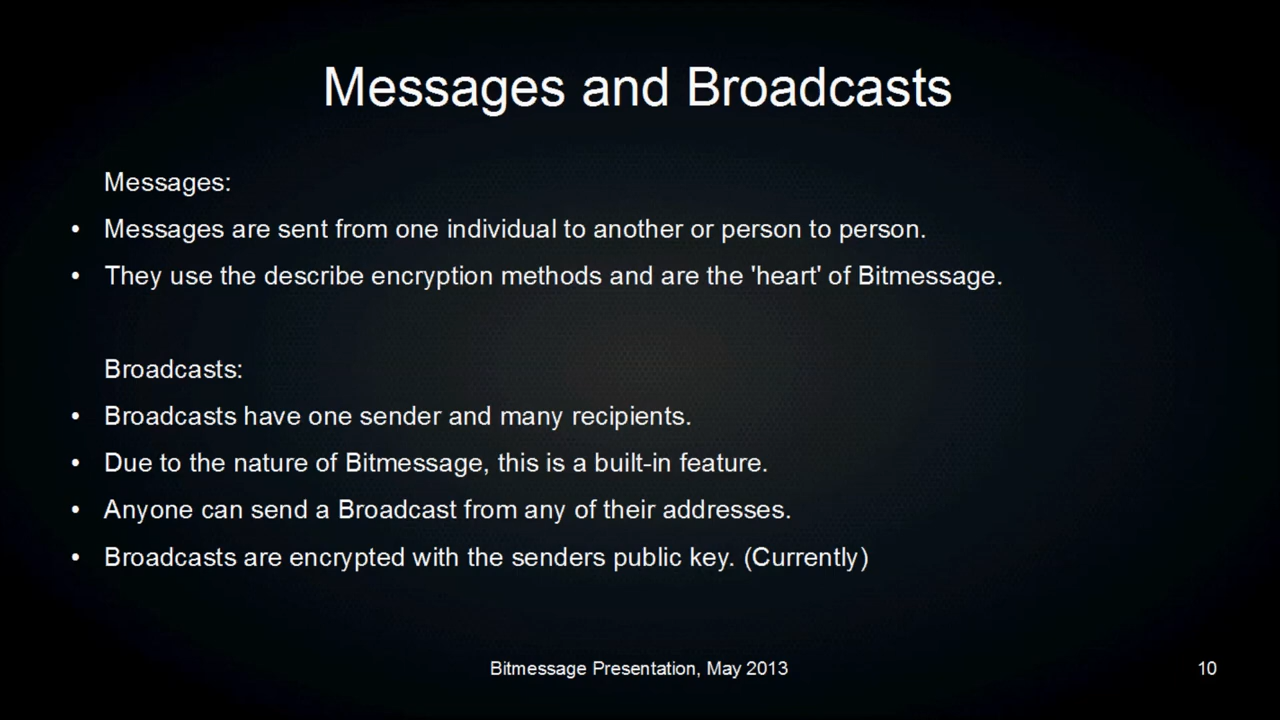 Messages and Broadcasts
Messages:
• Messages are sent from one individual to another or person to person.
• They use the describe encryption methods and are the 'heart' of Bitmessage.
Broadcasts:
• Broadcasts have one sender and many recipients.
• Due to the nature of Bitmessage, this is a built-in feature.
• Anyone can send a Broadcast from any of their addresses.
• Broadcasts are encrypted with the senders public key. (Currently)
Bitmessage Presentation, May 2013
10